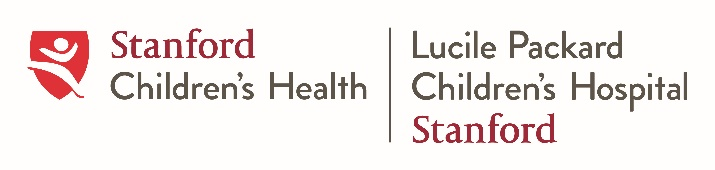 Stanford
Children's Health
Lucile Packard
Children's Hospital
Stanford